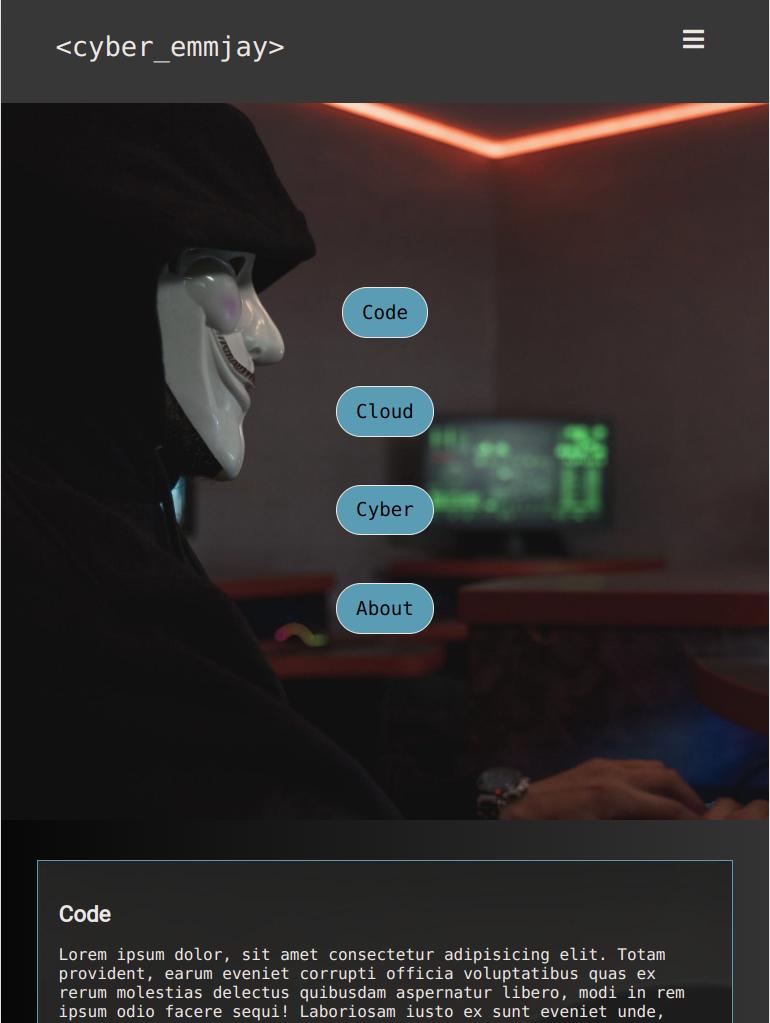 <cyber_emmjay>
Code
Cloud
Cyber
About
Code
Lorem ipsum dolor, sit amet consectetur adipisicing elit. Totam
provident, earum eveniet corrupti officia voluptatibus quas ex
rerum molestias delectus quibusdam aspernatur libero, modi in rem
ipsum odio facere sequi! Laboriosam iusto ex sunt eveniet unde,